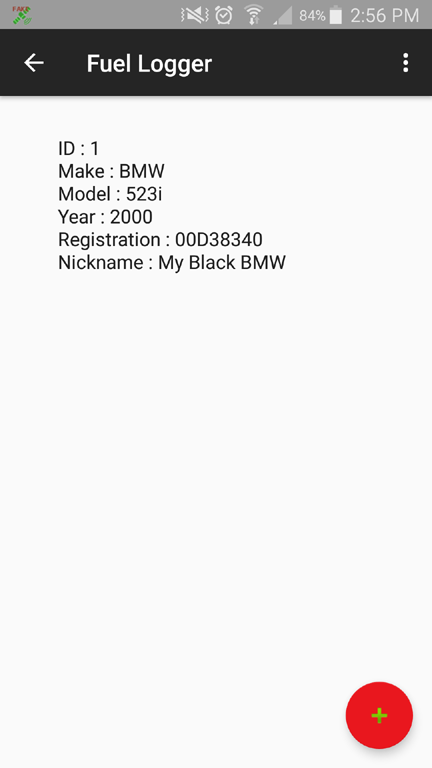 FAKE
84% 2:56 PM
Fuel Logger
ID : 1
Make : BMW
Model : 523i
Year : 2000
Registration : 00D38340
Nickname : My Black BMW